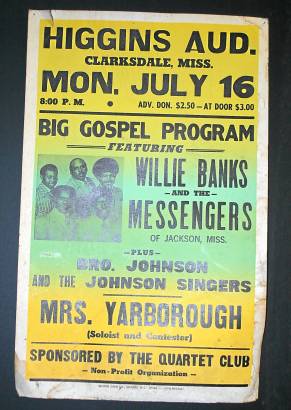 HIGGINS AUD.
CLARKSDALE, MISS.
MON. JULY 16
8:00 P. M. • ADV. DON. $2.50 — AT DOOR $3.00
BIG GOSPEL PROGRAM
FEATURING
WILLIE BANKS
—AND THE—
MESSENGERS
OF JACKSON, MISS.
—PLUS—
BRO. JOHNSON
AND THE JOHNSON SINGERS
MRS. YARBOROUGH
(Soloist and Contester)
SPONSORED BY THE QUARTET CLUB
— Non-Profit Organization —